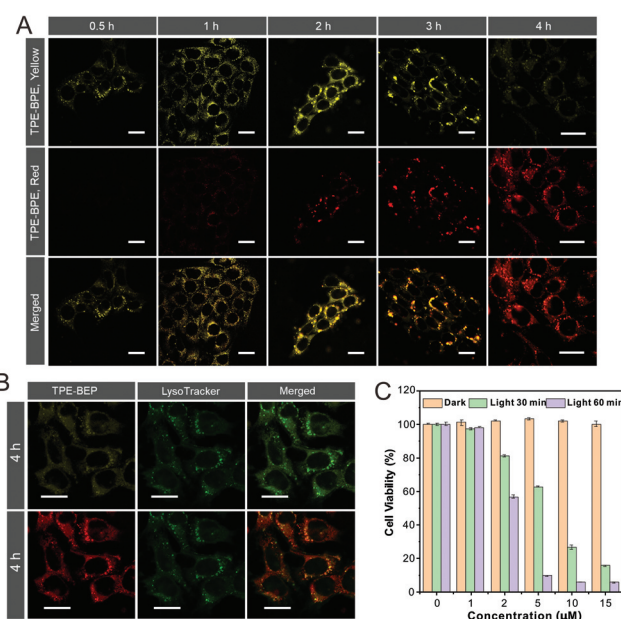 A
0.5 h 1 h 2 h 3 h 4 h
TPE-BPE, Yellow
TPE-BPE, Red
Merged
B
TPE-BEP LysoTracker Merged
4 h
4 h
C
Dark Light 30 min Light 60 min
120
100
80
60
40
20
0
Cell Viability (%)
0 1 2 5 10 15
Concentration (μM)